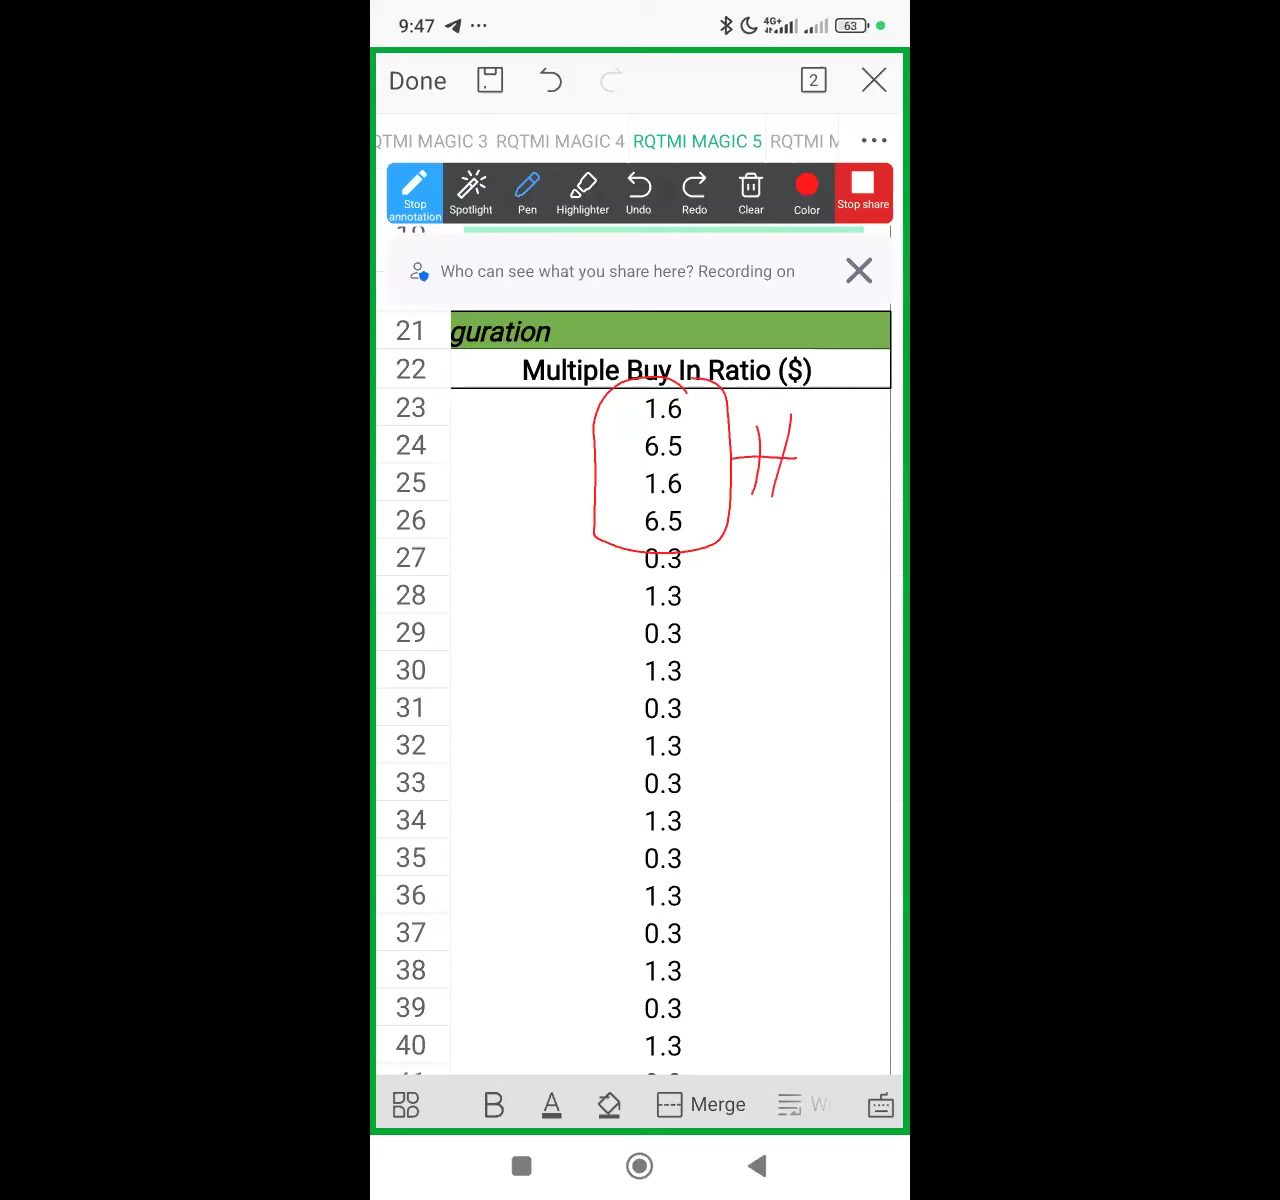 9:47 ··· 4G+ 63
Done 2
QTMI MAGIC 3 RQTMI MAGIC 4 RQTMI MAGIC 5 RQTMI M
Stop annotation Spotlight Pen Highlighter Undo Redo Clear Color Stop share
19
Who can see what you share here? Recording on
21 guration
22 Multiple Buy In Ratio ($)
23 1.6
24 6.5
25 1.6
26 6.5
27 0.3
28 1.3
29 0.3
30 1.3
31 0.3
32 1.3
33 0.3
34 1.3
35 0.3
36 1.3
37 0.3
38 1.3
39 0.3
40 1.3
B A Merge W
H